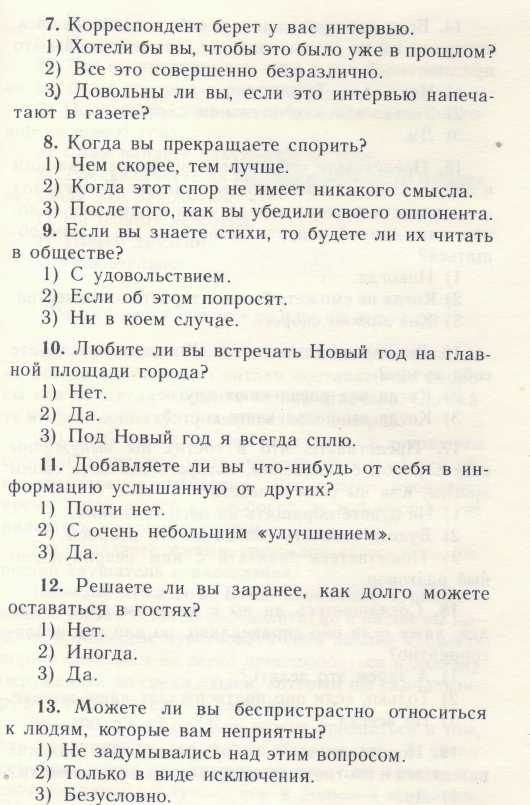 7. Корреспондент берет у вас интервью.
1) Хотели бы вы, чтобы это было уже в прошлом?
2) Все это совершенно безразлично.
3) Довольны ли вы, если это интервью напеча-
тают в газете?
8. Когда вы прекращаете спорить?
1) Чем скорее, тем лучше.
2) Когда этот спор не имеет никакого смысла.
3) После того, как вы убедили своего оппонента.
9. Если вы знаете стихи, то будете ли их читать
в обществе?
1) С удовольствием.
2) Если об этом попросят.
3) Ни в коем случае.
10. Любите ли вы встречать Новый год на глав-
ной площади города?
1) Нет.
2) Да.
3) Под Новый год я всегда сплю.
11. Добавляете ли вы что-нибудь от себя в ин-
формацию услышанную от других?
1) Почти нет.
2) С очень небольшим «улучшением».
3) Да.
12. Решаете ли вы заранее, как долго можете
оставаться в гостях?
1) Нет.
2) Иногда.
3) Да.
13. Можете ли вы беспристрастно относиться
к людям, которые вам неприятны?
1) Не задумывались над этим вопросом.
2) Только в виде исключения.
3) Безусловно.